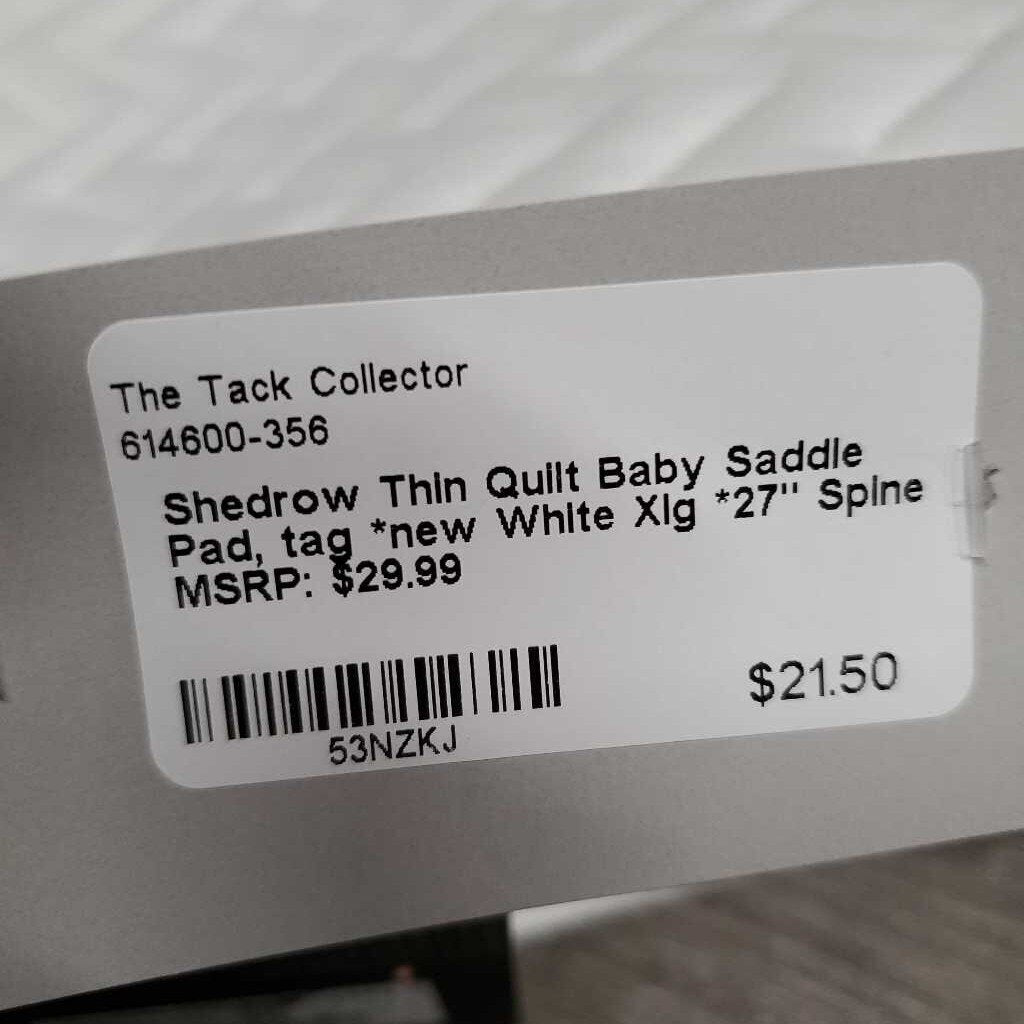 The Tack Collector
614600-356
Shedrow Thin Quilt Baby Saddle
Pad, tag *new White Xlg *27" Spine
MSRP: $29.99
53NZKJ
$21.50